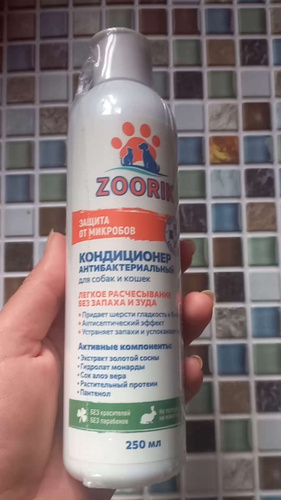 ZOORIK
ЗАЩИТА
ОТ МИКРОБОВ
КОНДИЦИОНЕР
АНТИБАКТЕРИАЛЬНЫЙ
для собак и кошек
ЛЕГКОЕ РАСЧЕСЫВАНИЕ
БЕЗ ЗАПАХА И ЗУДА
• Придает шерсти гладкость и
• Антисептический эффект
• Устраняет запахи и успокаивает
Активные компоненты:
• Экстракт золотой сосны
• Гидролат монарды
• Сок алоэ вера
• Растительный протеин
• Пантенол
БЕЗ красителей
БЕЗ парабенов
250 мл